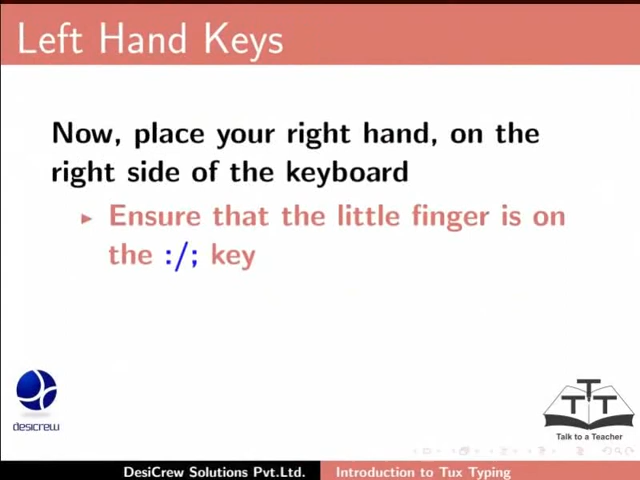 Left Hand Keys
Now, place your right hand, on the
right side of the keyboard
Ensure that the little finger is on
the :/; key
desicrew
T T T
Talk to a Teacher
DesiCrew Solutions Pvt.Ltd. Introduction to Tux Typing